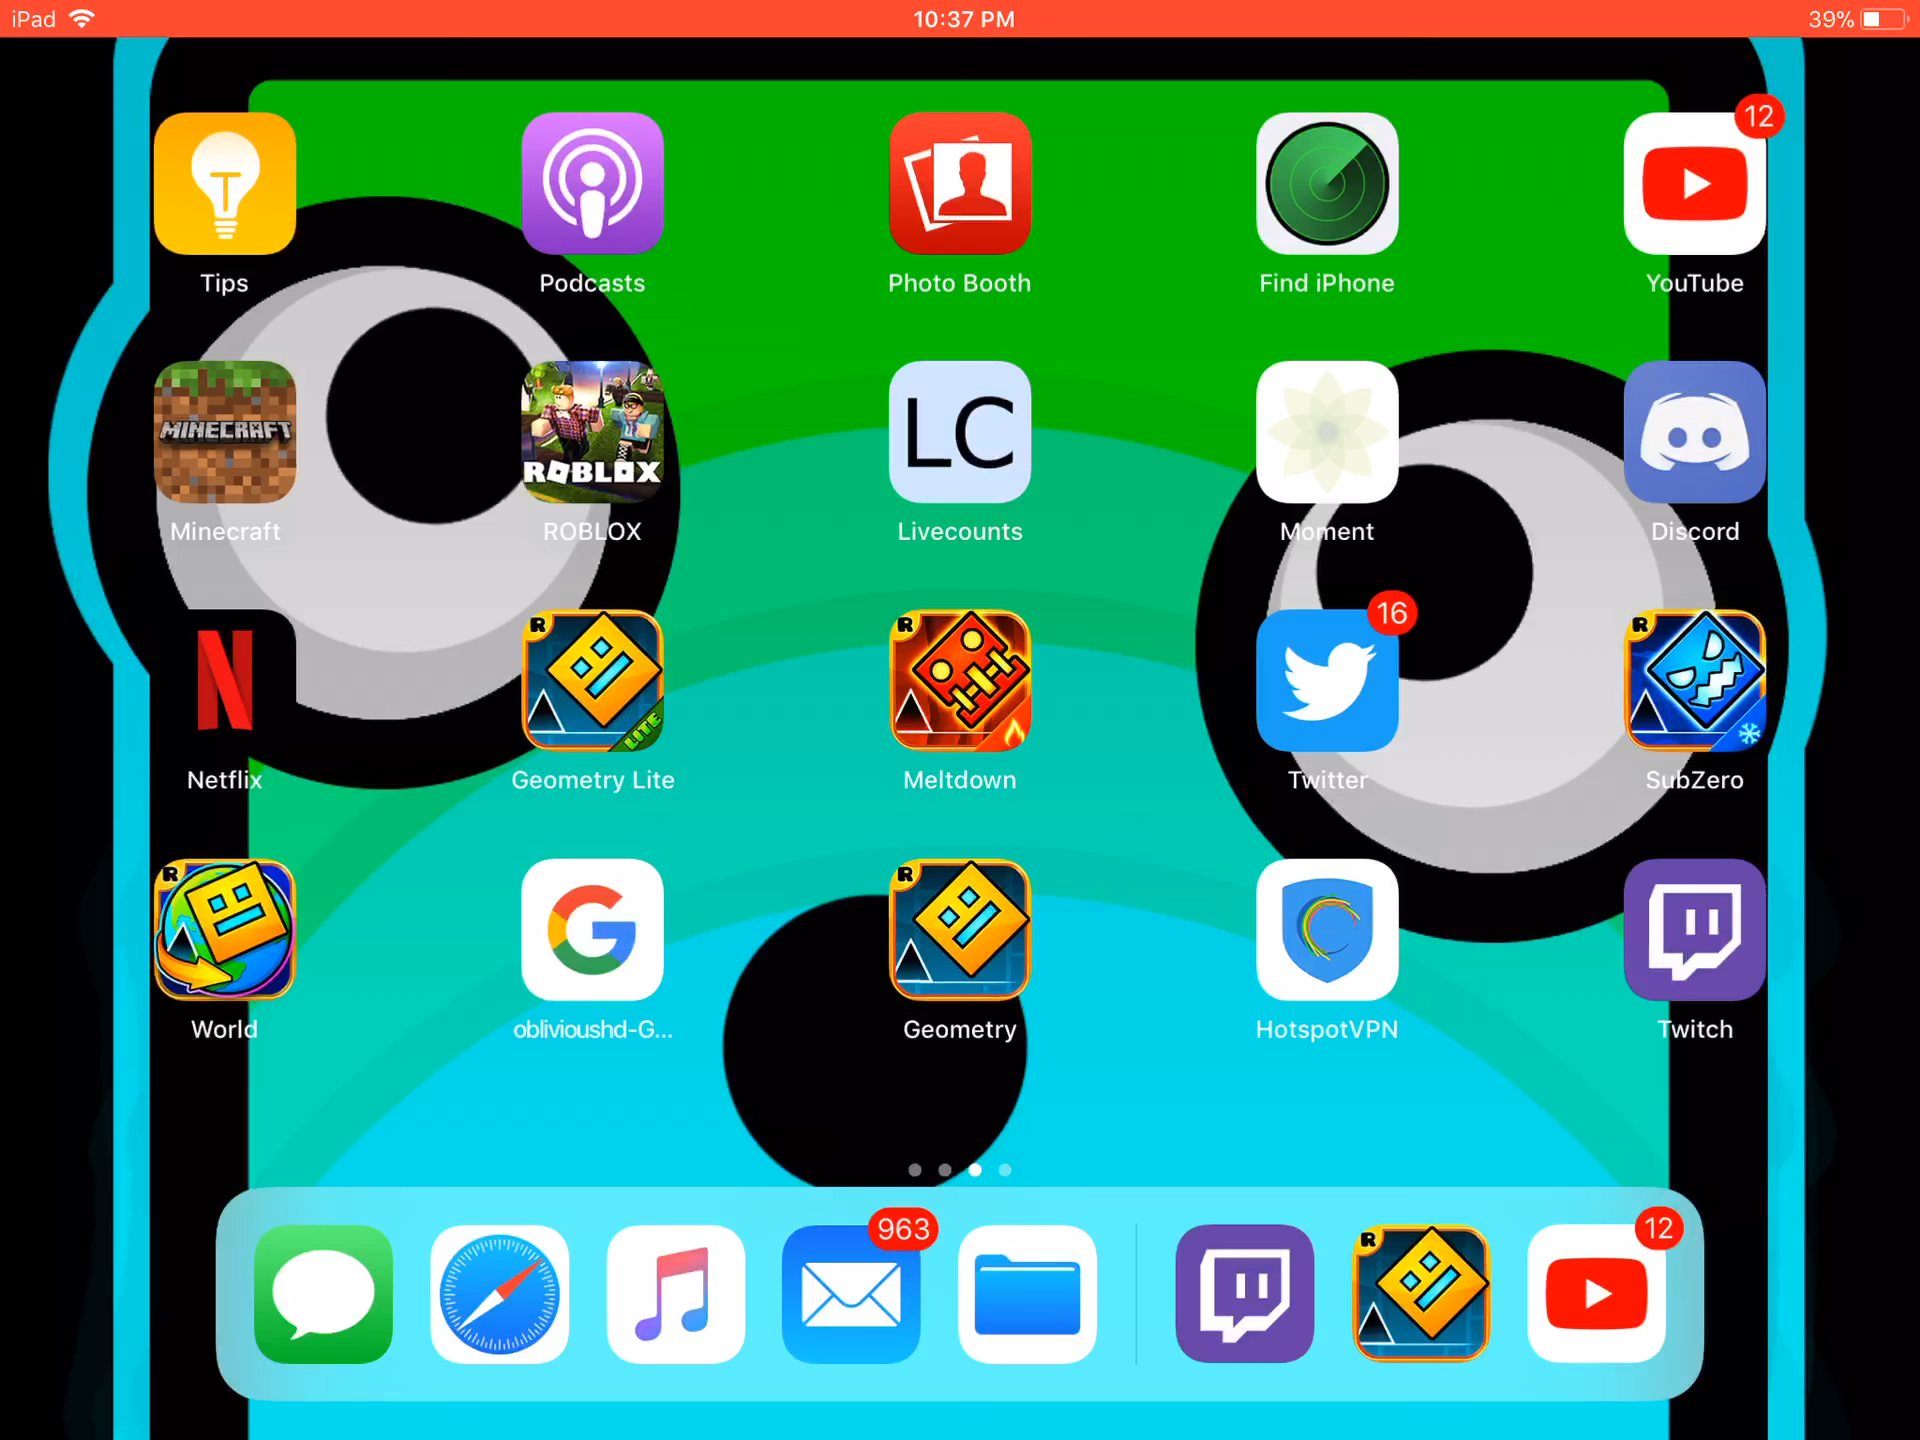 iPad 10:37 PM 39%
12
Tips Podcasts Photo Booth Find iPhone YouTube
MINECRAFT ROBLOX LC
Minecraft ROBLOX Livecounts Moment Discord
16
N R LITE R R
Netflix Geometry Lite Meltdown Twitter SubZero
R G R
World oblivioushd-G... Geometry HotspotVPN Twitch
963 12
R